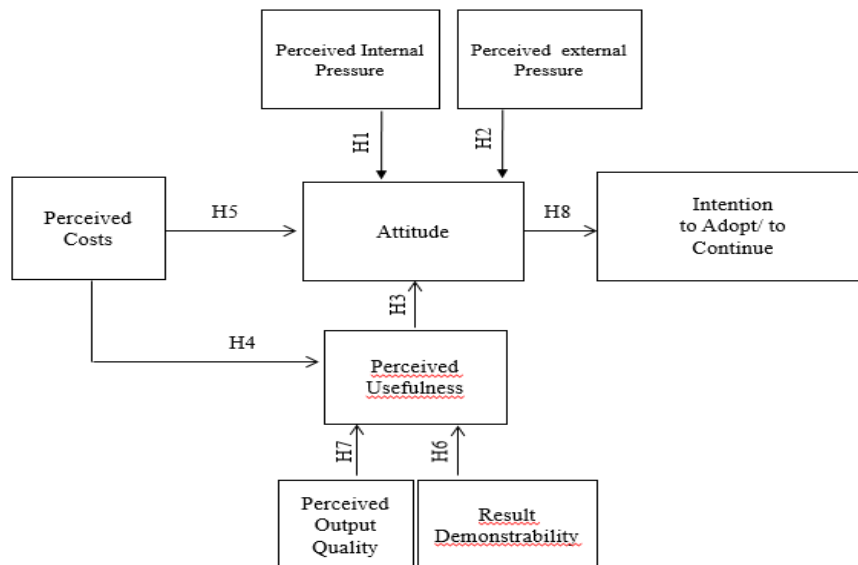 Perceived Internal
Pressure
Perceived external
Pressure
H1
H2
Perceived
Costs
H5
Attitude
H8
Intention
to Adopt/ to
Continue
H3
H4
Perceived
Usefulness
H7
H6
Perceived
Output
Quality
Result
Demonstrability